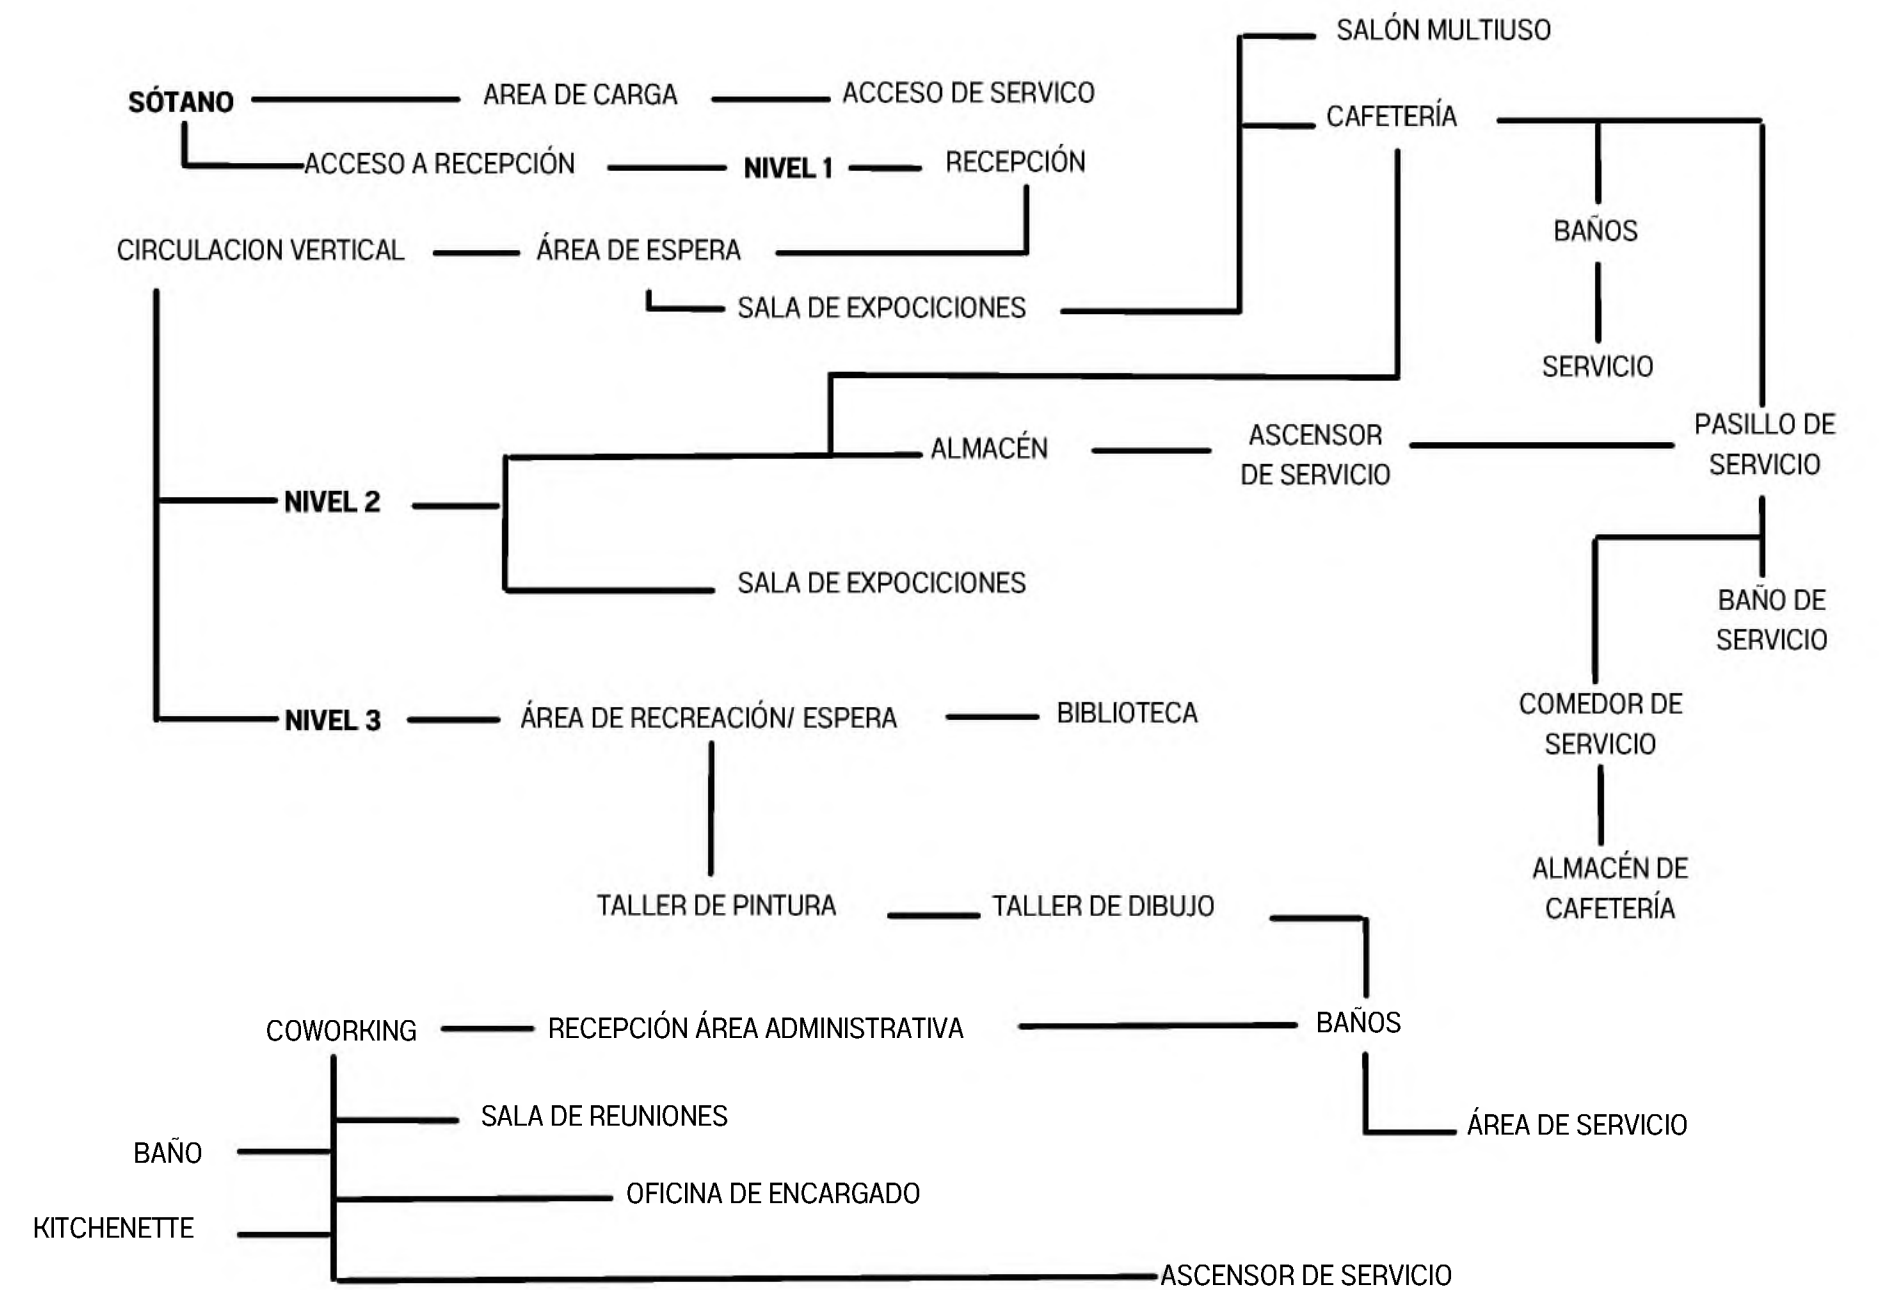 SALÓN MULTIUSO
SÓTANO
AREA DE CARGA
ACCESO DE SERVICO
CAFETERÍA
ACCESO A RECEPCIÓN
NIVEL 1
RECEPCIÓN
BAÑOS
CIRCULACION VERTICAL
ÁREA DE ESPERA
SALA DE EXPOCICIONES
SERVICIO
PASILLO DE
SERVICIO
ALMACÉN
ASCENSOR
DE SERVICIO
NIVEL 2
SALA DE EXPOCICIONES
BAÑO DE
SERVICIO
NIVEL 3
ÁREA DE RECREACIÓN/ ESPERA
BIBLIOTECA
COMEDOR DE
SERVICIO
ALMACÉN DE
CAFETERÍA
TALLER DE PINTURA
TALLER DE DIBUJO
COWORKING
RECEPCIÓN ÁREA ADMINISTRATIVA
BAÑOS
SALA DE REUNIONES
ÁREA DE SERVICIO
BAÑO
OFICINA DE ENCARGADO
KITCHENETTE
ASCENSOR DE SERVICIO